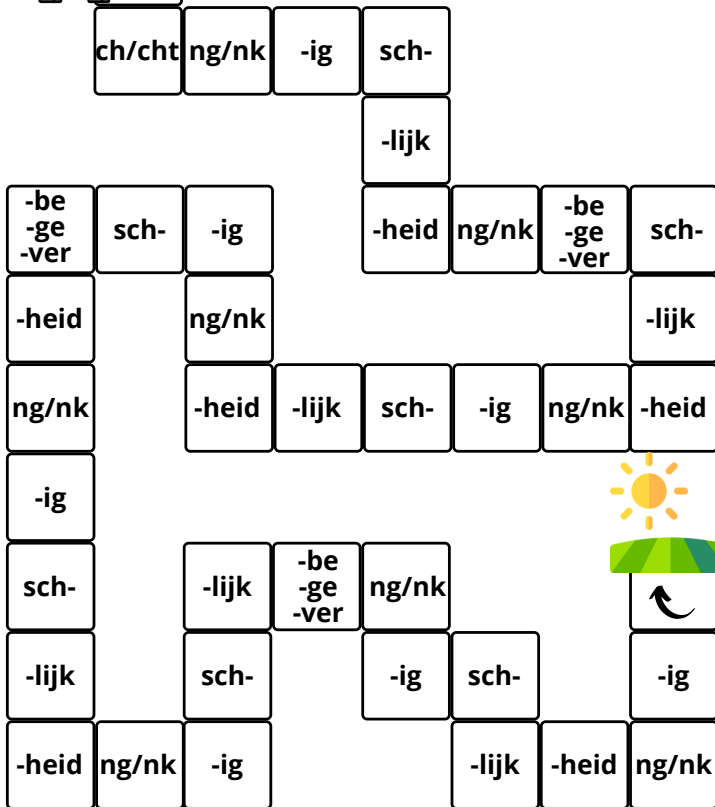 ch/cht ng/nk -ig sch-
-lijk
-be
-ge
-ver
sch- -ig -heid ng/nk
-be
-ge
-ver
sch-
-heid ng/nk -lijk
ng/nk -heid -lijk sch- -ig ng/nk -heid
-ig
sch- -lijk
-be
-ge
-ver
ng/nk
-lijk sch- -ig sch- -ig
-heid ng/nk -ig -lijk -heid ng/nk